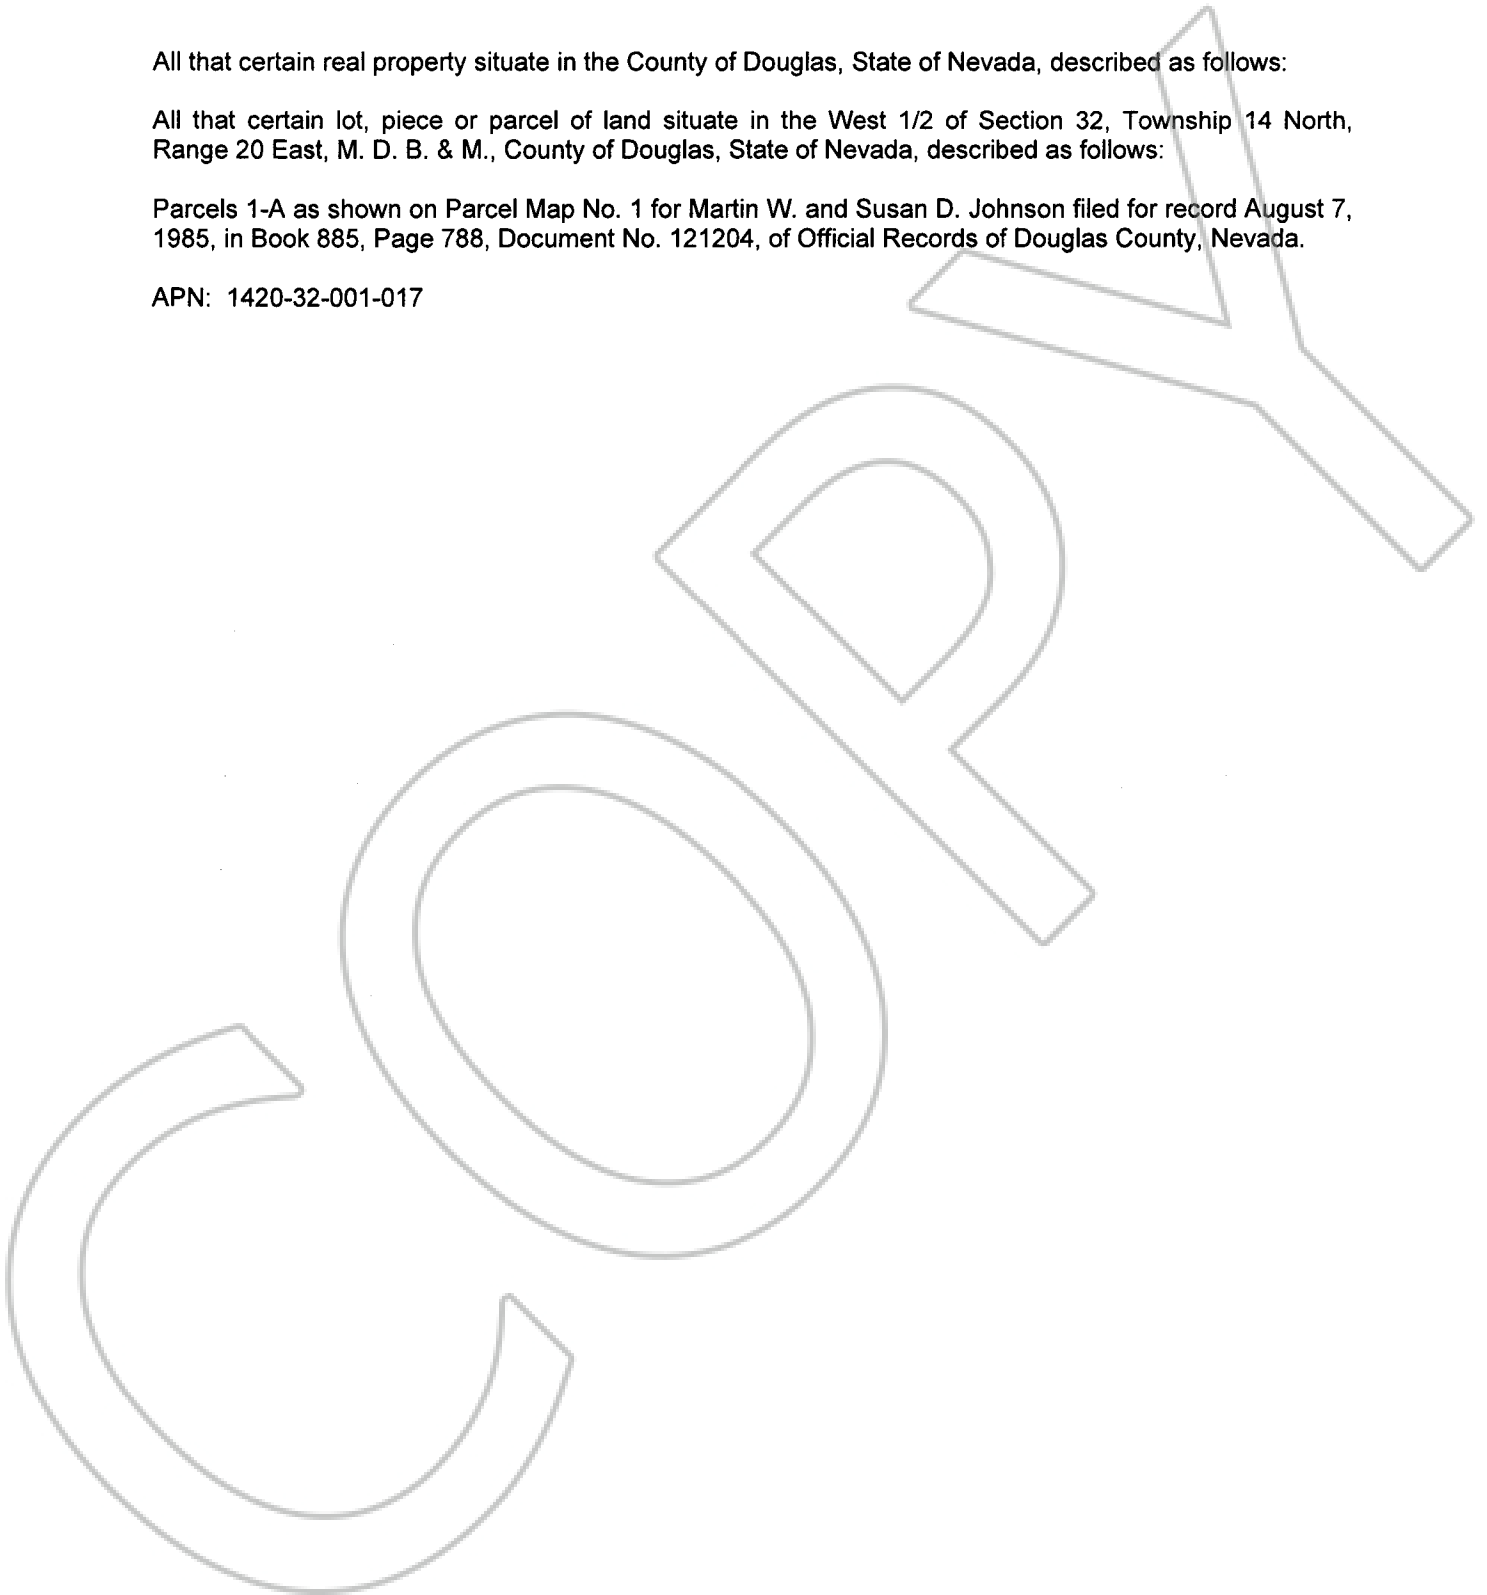 All that certain real property situate in the County of Douglas, State of Nevada, described as follows:
All that certain lot, piece or parcel of land situate in the West 1/2 of Section 32, Township 14 North,
Range 20 East, M. D. B. & M., County of Douglas, State of Nevada, described as follows:
Parcels 1-A as shown on Parcel Map No. 1 for Martin W. and Susan D. Johnson filed for record August 7,
1985, in Book 885, Page 788, Document No. 121204, of Official Records of Douglas County, Nevada.
APN: 1420-32-001-017
COPY